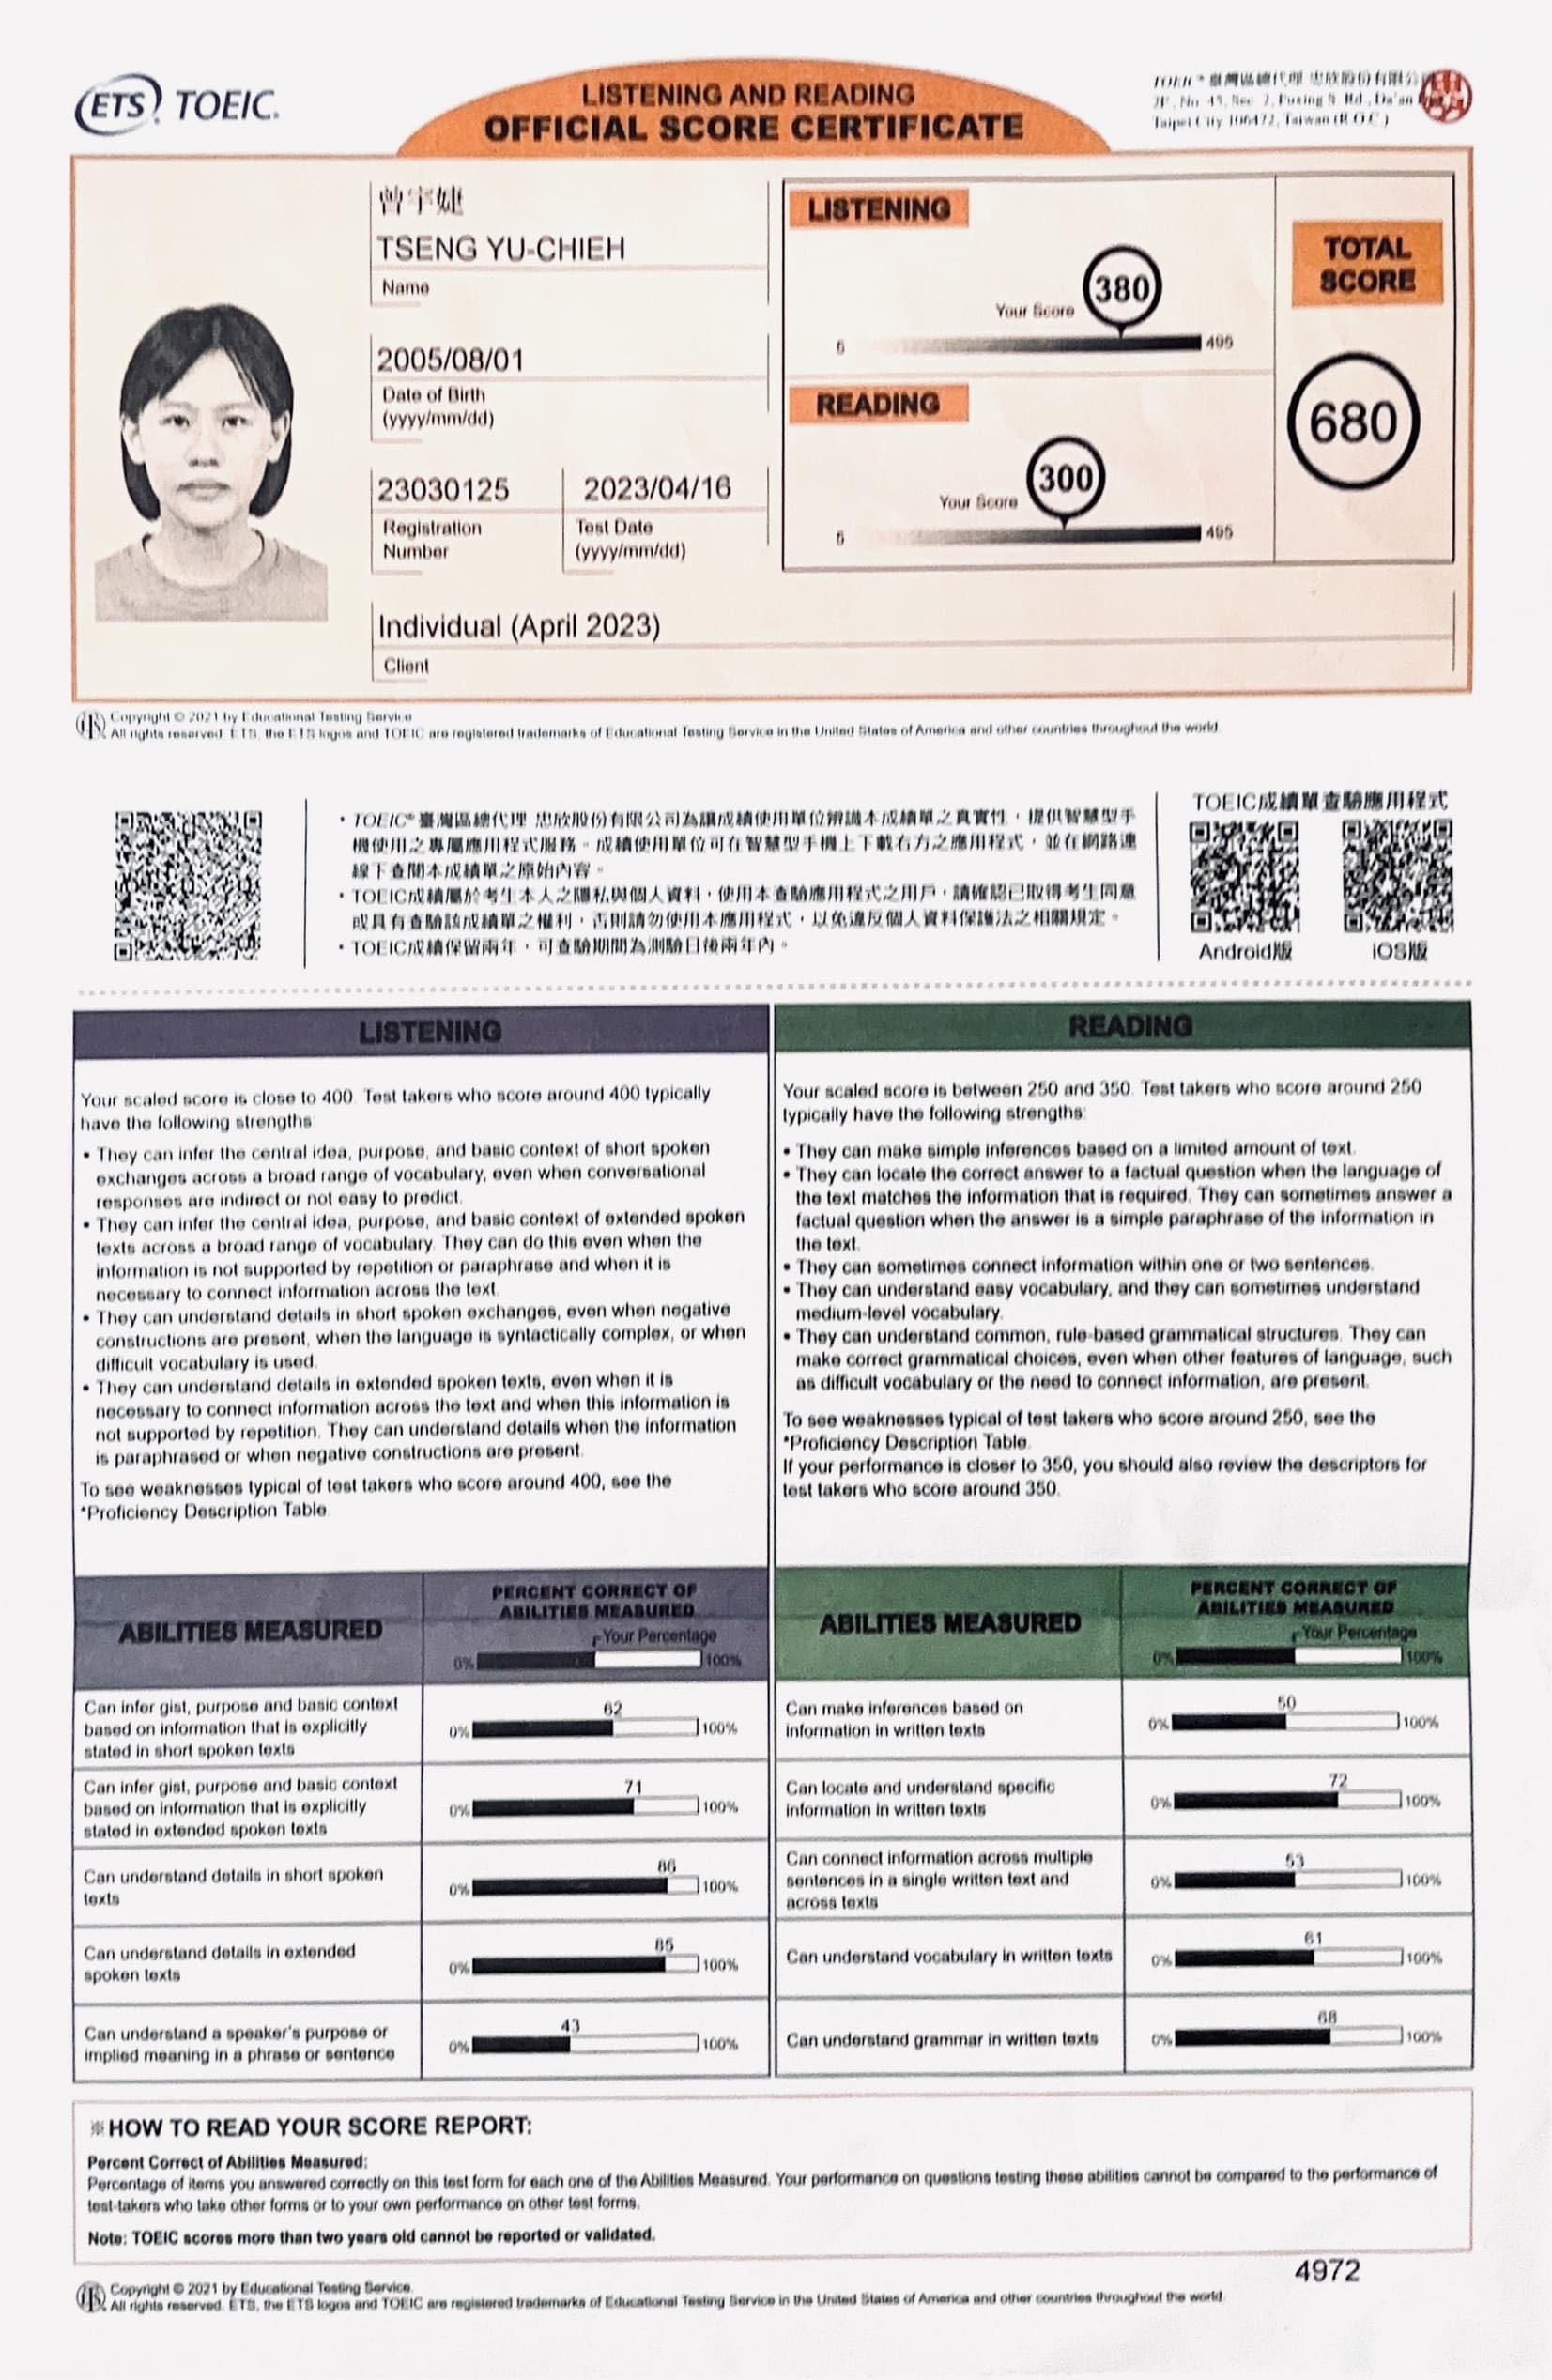 ETS TOEIC.
LISTENING AND READING
OFFICIAL SCORE CERTIFICATE
TOEIC® 臺灣區總代理 忠欣股份有限公
2F., No. 45, Sec. 2, Fuxing S. Rd., Da'an
Taipei City 106472, Taiwan (R.O.C.)
曾宇婕
TSENG YU-CHIEH
Name
2005/08/01
Date of Birth
(yyyy/mm/dd)
23030125
Registration
Number
2023/04/16
Test Date
(yyyy/mm/dd)
Individual (April 2023)
Client
LISTENING
Your Score
380
5
495
READING
Your Score
300
5
495
TOTAL
SCORE
680
Copyright © 2021 by Educational Testing Service.
All rights reserved. ETS, the ETS logos and TOEIC are registered trademarks of Educational Testing Service in the United States of America and other countries throughout the world.
• TOEIC®臺灣區總代理 忠欣股份有限公司為讓成績使用單位辨識本成績單之真實性，提供智慧型手
機使用之專屬應用程式服務。成績使用單位可在智慧型手機上下載右方之應用程式，並在網路連
線下查閱本成績單之原始內容。
• TOEIC成績屬於考生本人之隱私與個人資料，使用本查驗應用程式之用戶，請確認已取得考生同意
或具有查驗該成績單之權利，否則請勿使用本應用程式，以免違反個人資料保護法之相關規定。
• TOEIC成績保留兩年，可查驗期間為測驗日後兩年內。
TOEIC成績單查驗應用程式
Android版
iOS版
LISTENING
Your scaled score is close to 400. Test takers who score around 400 typically
have the following strengths:
• They can infer the central idea, purpose, and basic context of short spoken
exchanges across a broad range of vocabulary, even when conversational
responses are indirect or not easy to predict.
• They can infer the central idea, purpose, and basic context of extended spoken
texts across a broad range of vocabulary. They can do this even when the
information is not supported by repetition or paraphrase and when it is
necessary to connect information across the text.
• They can understand details in short spoken exchanges, even when negative
constructions are present, when the language is syntactically complex, or when
difficult vocabulary is used.
• They can understand details in extended spoken texts, even when it is
necessary to connect information across the text and when this information is
not supported by repetition. They can understand details when the information
is paraphrased or when negative constructions are present.
To see weaknesses typical of test takers who score around 400, see the
*Proficiency Description Table.
READING
Your scaled score is between 250 and 350. Test takers who score around 250
typically have the following strengths:
• They can make simple inferences based on a limited amount of text.
• They can locate the correct answer to a factual question when the language of
the text matches the information that is required. They can sometimes answer a
factual question when the answer is a simple paraphrase of the information in
the text.
• They can sometimes connect information within one or two sentences.
• They can understand easy vocabulary, and they can sometimes understand
medium-level vocabulary.
• They can understand common, rule-based grammatical structures. They can
make correct grammatical choices, even when other features of language, such
as difficult vocabulary or the need to connect information, are present.
To see weaknesses typical of test takers who score around 250, see the
*Proficiency Description Table.
If your performance is closer to 350, you should also review the descriptors for
test takers who score around 350.
ABILITIES MEASURED
PERCENT CORRECT OF
ABILITIES MEASURED
Your Percentage
0% 100%
Can infer gist, purpose and basic context
based on information that is explicitly
stated in short spoken texts
62
0% 100%
Can infer gist, purpose and basic context
based on information that is explicitly
stated in extended spoken texts
71
0% 100%
Can understand details in short spoken
texts
86
0% 100%
Can understand details in extended
spoken texts
85
0% 100%
Can understand a speaker's purpose or
implied meaning in a phrase or sentence
43
0% 100%
ABILITIES MEASURED
PERCENT CORRECT OF
ABILITIES MEASURED
Your Percentage
0% 100%
Can make inferences based on
information in written texts
50
0% 100%
Can locate and understand specific
information in written texts
72
0% 100%
Can connect information across multiple
sentences in a single written text and
across texts
53
0% 100%
Can understand vocabulary in written texts
61
0% 100%
Can understand grammar in written texts
68
0% 100%
※HOW TO READ YOUR SCORE REPORT:
Percent Correct of Abilities Measured:
Percentage of items you answered correctly on this test form for each one of the Abilities Measured. Your performance on questions testing these abilities cannot be compared to the performance of
test-takers who take other forms or to your own performance on other test forms.
Note: TOEIC scores more than two years old cannot be reported or validated.
4972
Copyright © 2021 by Educational Testing Service.
All rights reserved. ETS, the ETS logos and TOEIC are registered trademarks of Educational Testing Service in the United States of America and other countries throughout the world.